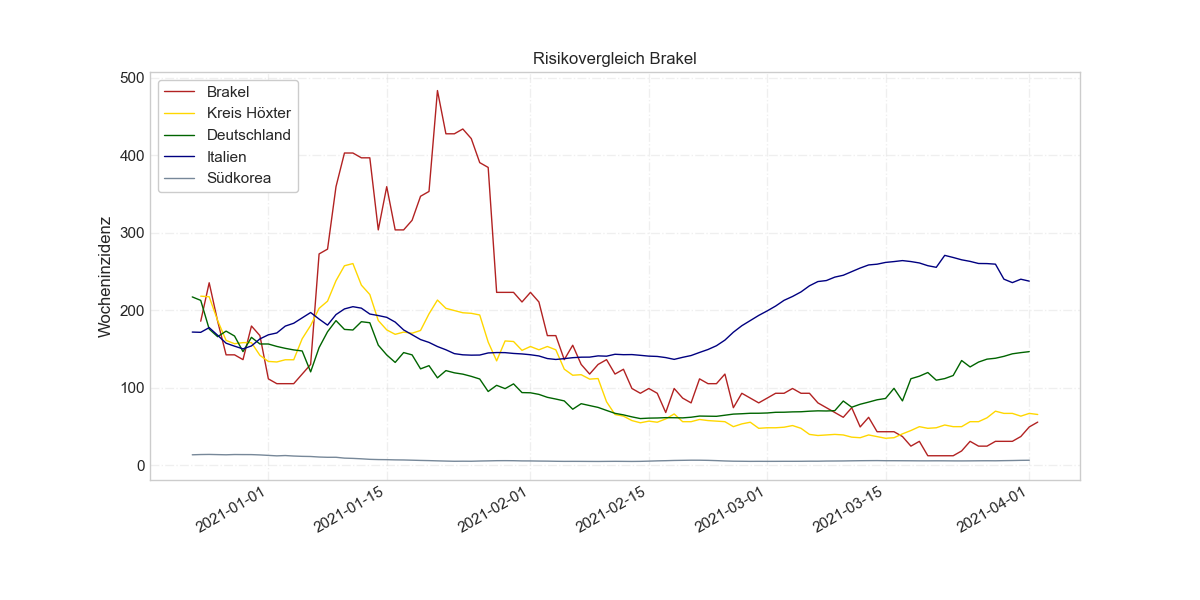 Risikovergleich Brakel
Wocheninzidenz
500
400
300
200
100
0
Brakel
Kreis Höxter
Deutschland
Italien
Südkorea
2021-01-01
2021-01-15
2021-02-01
2021-02-15
2021-03-01
2021-03-15
2021-04-01